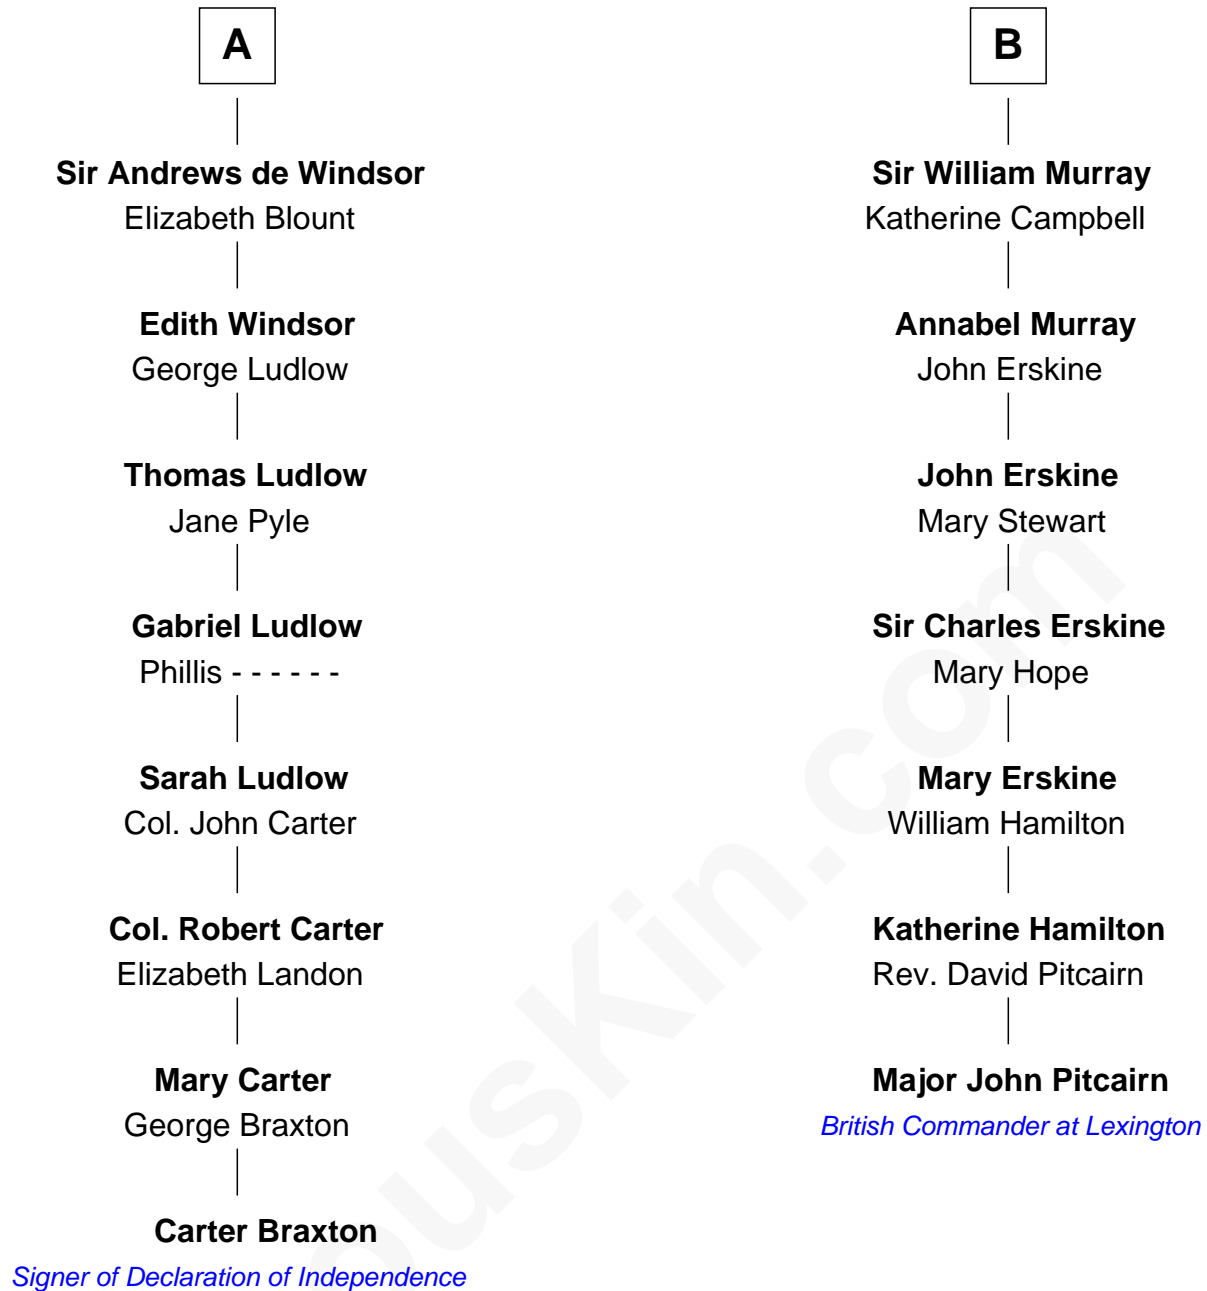 A
Sir Andrews de Windsor
Elizabeth Blount
Edith Windsor
George Ludlow
Thomas Ludlow
Jane Pyle
Gabriel Ludlow
Phillis - - - - - -
Sarah Ludlow
Col. John Carter
Col. Robert Carter
Elizabeth Landon
Mary Carter
George Braxton
Carter Braxton
Signer of Declaration of Independence
B
Sir William Murray
Katherine Campbell
Annabel Murray
John Erskine
John Erskine
Mary Stewart
Sir Charles Erskine
Mary Hope
Mary Erskine
William Hamilton
Katherine Hamilton
Rev. David Pitcairn
Major John Pitcairn
British Commander at Lexington
ousKin.com